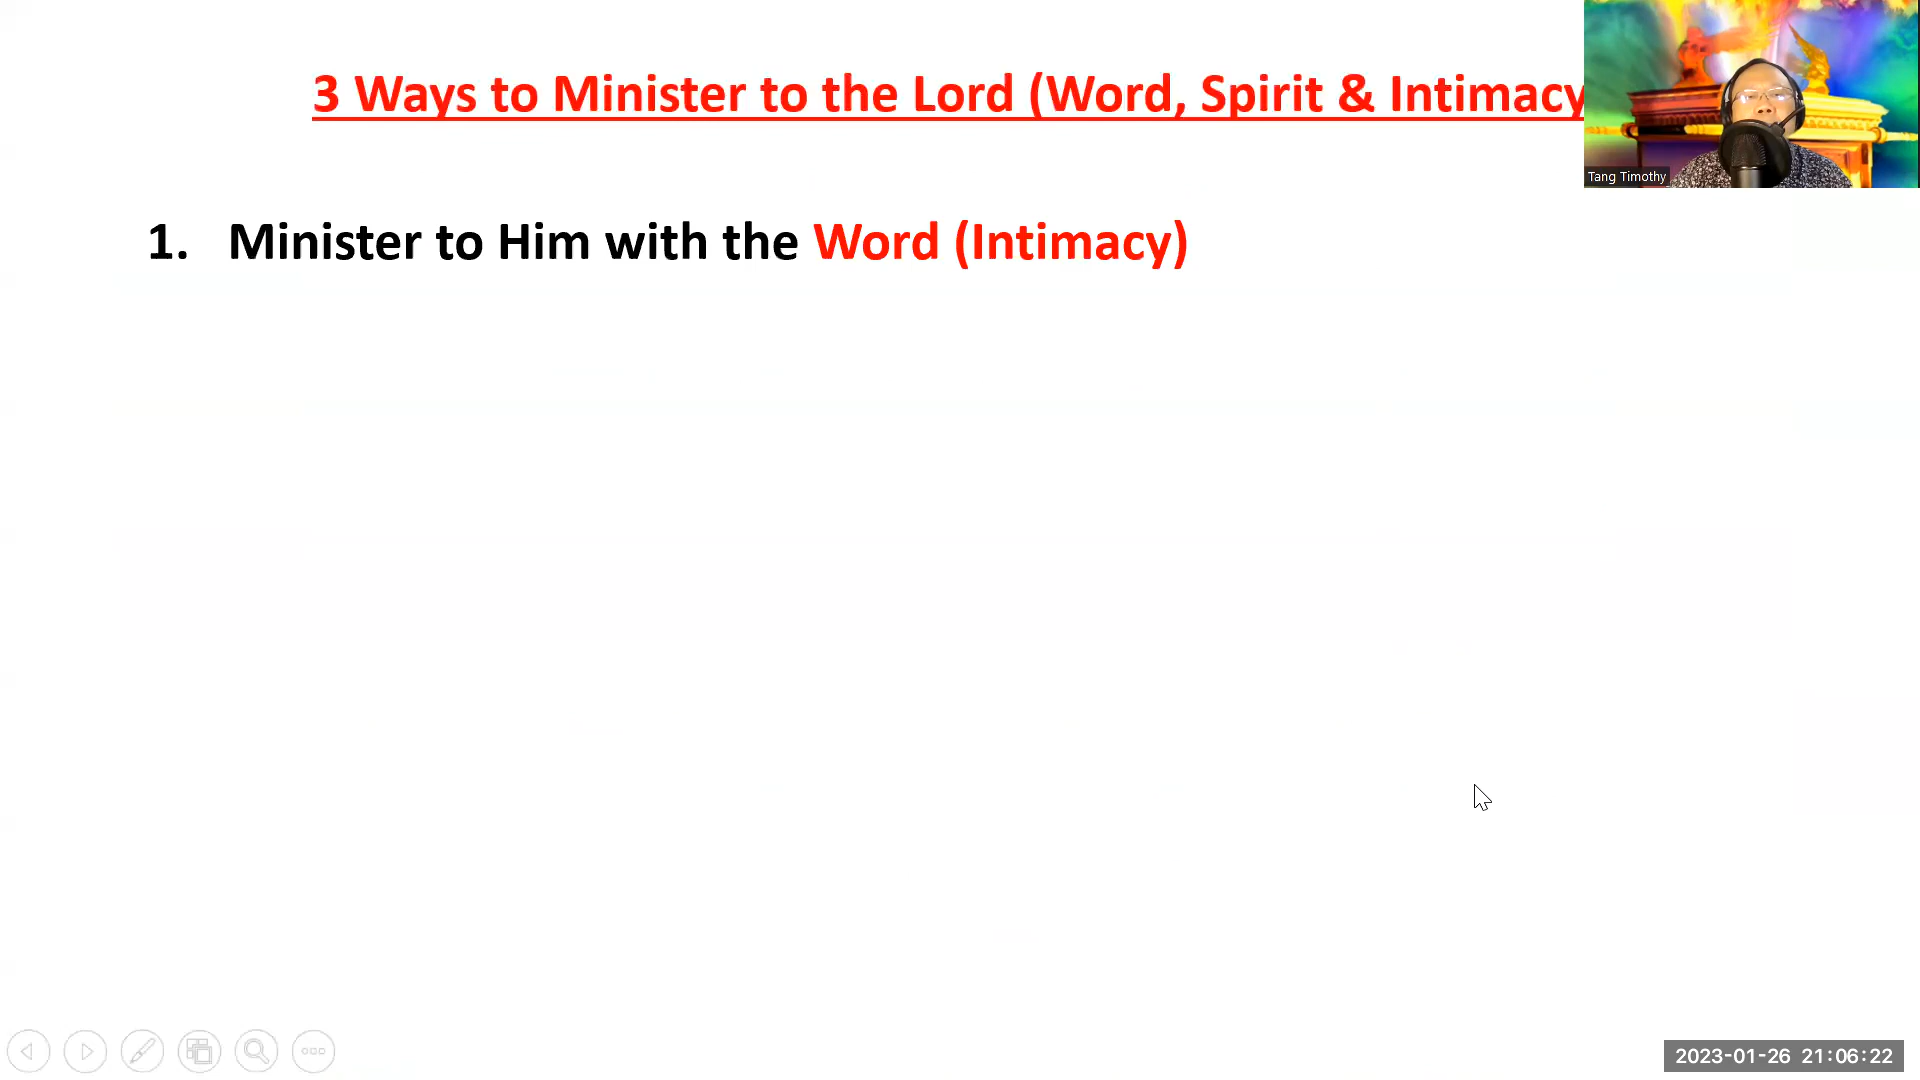 3 Ways to Minister to the Lord (Word, Spirit & Intimacy
Tang Timothy
1. Minister to Him with the Word (Intimacy)
2023-01-26 21:06:22